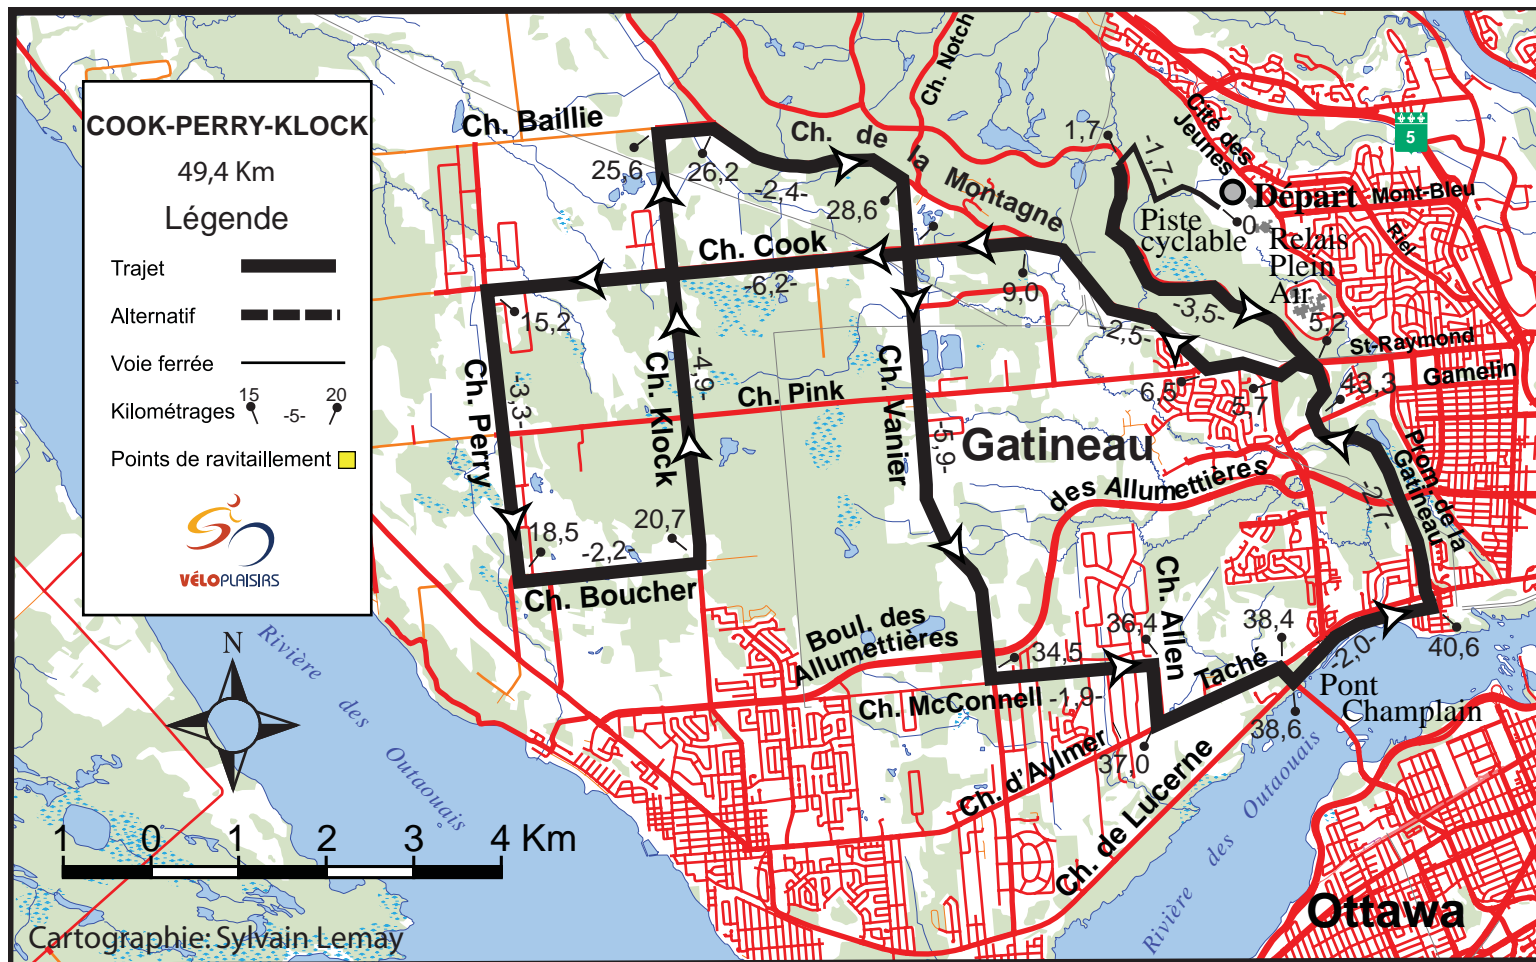 COOK-PERRY-KLOCK
49,4 Km
Légende
Trajet
Alternatif
Voie ferrée
Kilométrages 15 -5- 20
Points de ravitaillement
VÉLOPLAISIRS
N
1 0 1 2 3 4 Km
Cartographie: Sylvain Lemay
Rivière des Outaouais
Ch. Baillie
25,6
26,2
-2,4-
Ch. de la Montagne
28,6
Ch. Notch
1,7
-1,7-
Cité des
Jeunes
5
Départ
0
Mont-Bleu
Riel
Piste
cyclable
Relais
Plein
Air
Ch. Cook
-6,2-
9,0
-2,5-
-3,5-
5,2
St-Raymond
Gamelin
43,3
6,5
5,7
15,2
Ch. Perry
-3,3-
Ch. Klock
-4,9-
Ch. Pink
Ch. Vanier
-5,9-
Gatineau
des Allumettières
Prom. de la
Gatineau
-2,7-
18,5
-2,2-
20,7
Ch. Boucher
Boul. des
Allumettières
34,5
36,4
Ch. Allen
38,4
Taché
-2,0-
40,6
Ch. McConnell
-1,9-
Pont
Champlain
38,6
37,0
Ch. d'Aylmer
Ch. de Lucerne
Rivière des Outaouais
Ottawa